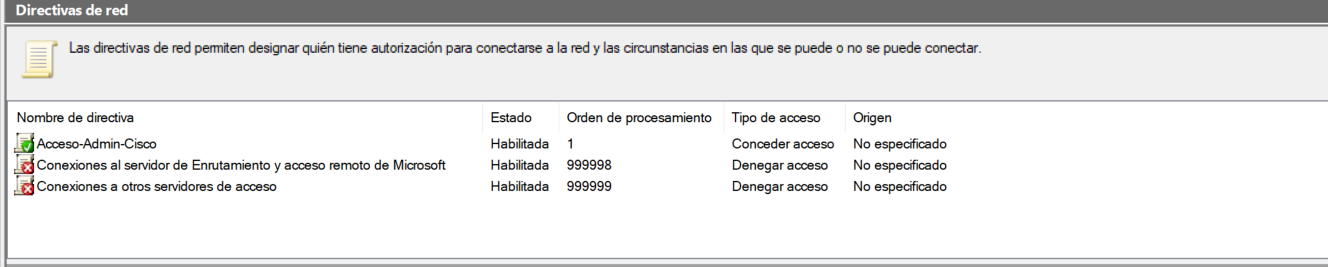 Directivas de red
Las directivas de red permiten designar quién tiene autorización para conectarse a la red y las circunstancias en las que se puede o no se puede conectar.
Nombre de directiva Estado Orden de procesamiento Tipo de acceso Origen
Acceso-Admin-Cisco Habilitada 1 Conceder acceso No especificado
Conexiones al servidor de Enrutamiento y acceso remoto de Microsoft Habilitada 999998 Denegar acceso No especificado
Conexiones a otros servidores de acceso Habilitada 999999 Denegar acceso No especificado